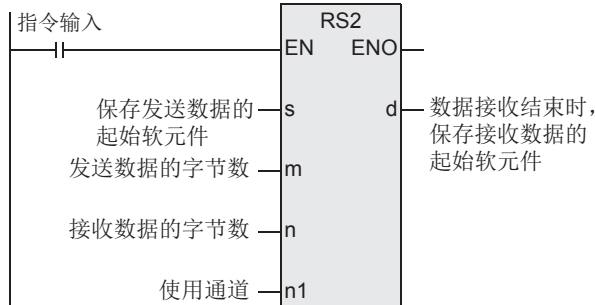 指令输入
RS2
EN ENO
保存发送数据的
起始软元件
s
d
数据接收结束时，
保存接收数据的
起始软元件
发送数据的字节数
m
接收数据的字节数
n
使用通道
n1